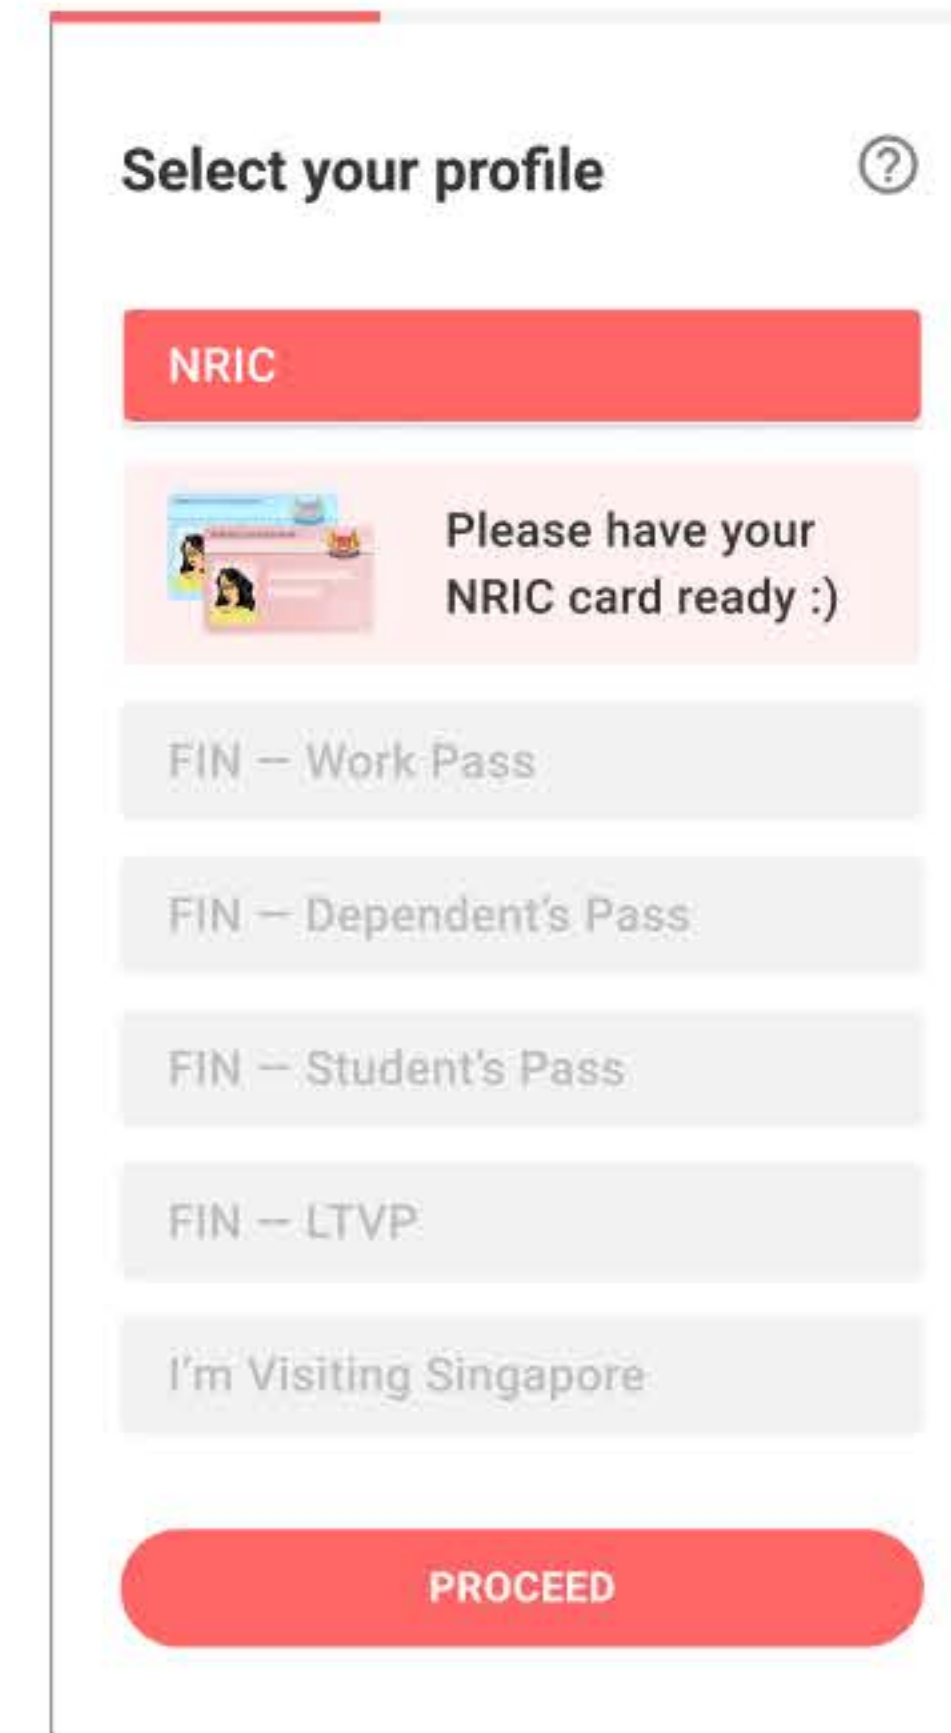 Select your profile
NRIC
Please have your
NRIC card ready :)
FIN — Work Pass
FIN — Dependent's Pass
FIN — Student's Pass
FIN — LTVP
I'm Visiting Singapore
PROCEED